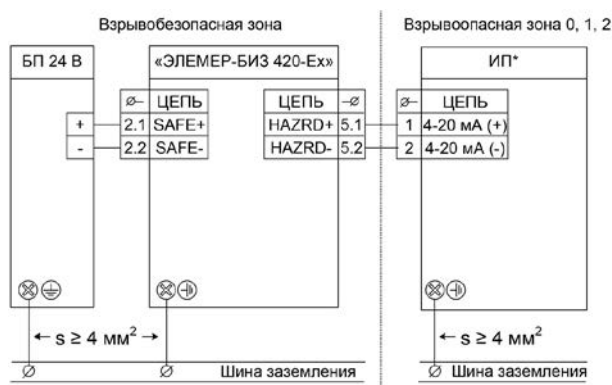 Взрывобезопасная зона Взрывоопасная зона 0, 1, 2
БП 24 В «ЭЛЕМЕР-БИЗ 420-Ex» ИП*
ЦЕПЬ ЦЕПЬ ЦЕПЬ
+ 2.1 SAFE+ HAZRD+ 5.1 1 4-20 мА (+)
- 2.2 SAFE- HAZRD- 5.2 2 4-20 мА (-)
s ≥ 4 мм² s ≥ 4 мм²
Шина заземления Шина заземления